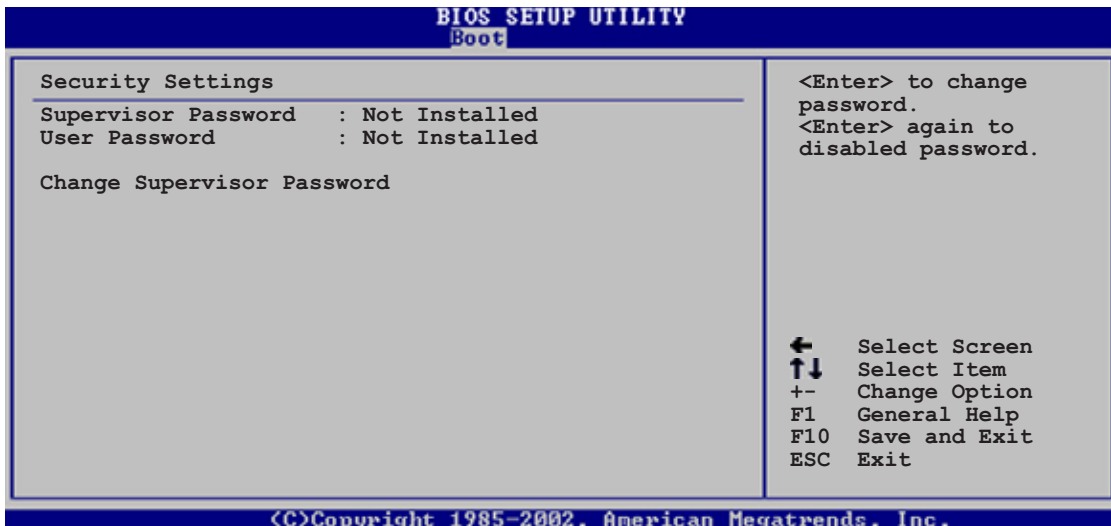 BIOS SETUP UTILITY
Boot
Security Settings
Supervisor Password : Not Installed
User Password : Not Installed
Change Supervisor Password
<Enter> to change
password.
<Enter> again to
disabled password.
← Select Screen
↑↓ Select Item
+- Change Option
F1 General Help
F10 Save and Exit
ESC Exit
(C)Copyright 1985-2002, American Megatrends, Inc.